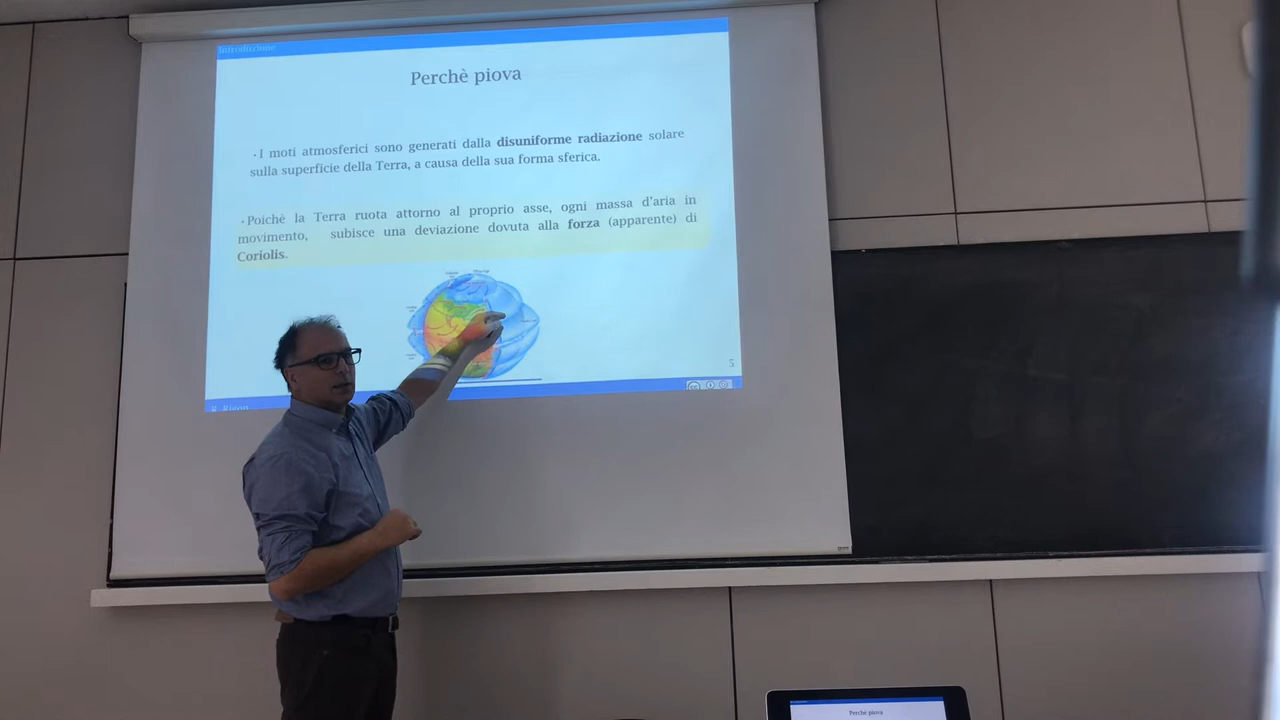 Introduzione
Perchè piova
· I moti atmosferici sono generati dalla disuniforme radiazione solare
sulla superficie della Terra, a causa della sua forma sferica.
· Poichè la Terra ruota attorno al proprio asse, ogni massa d'aria in
movimento, subisce una deviazione dovuta alla forza (apparente) di
Coriolis.
5
R. Rigon
Perchè piova